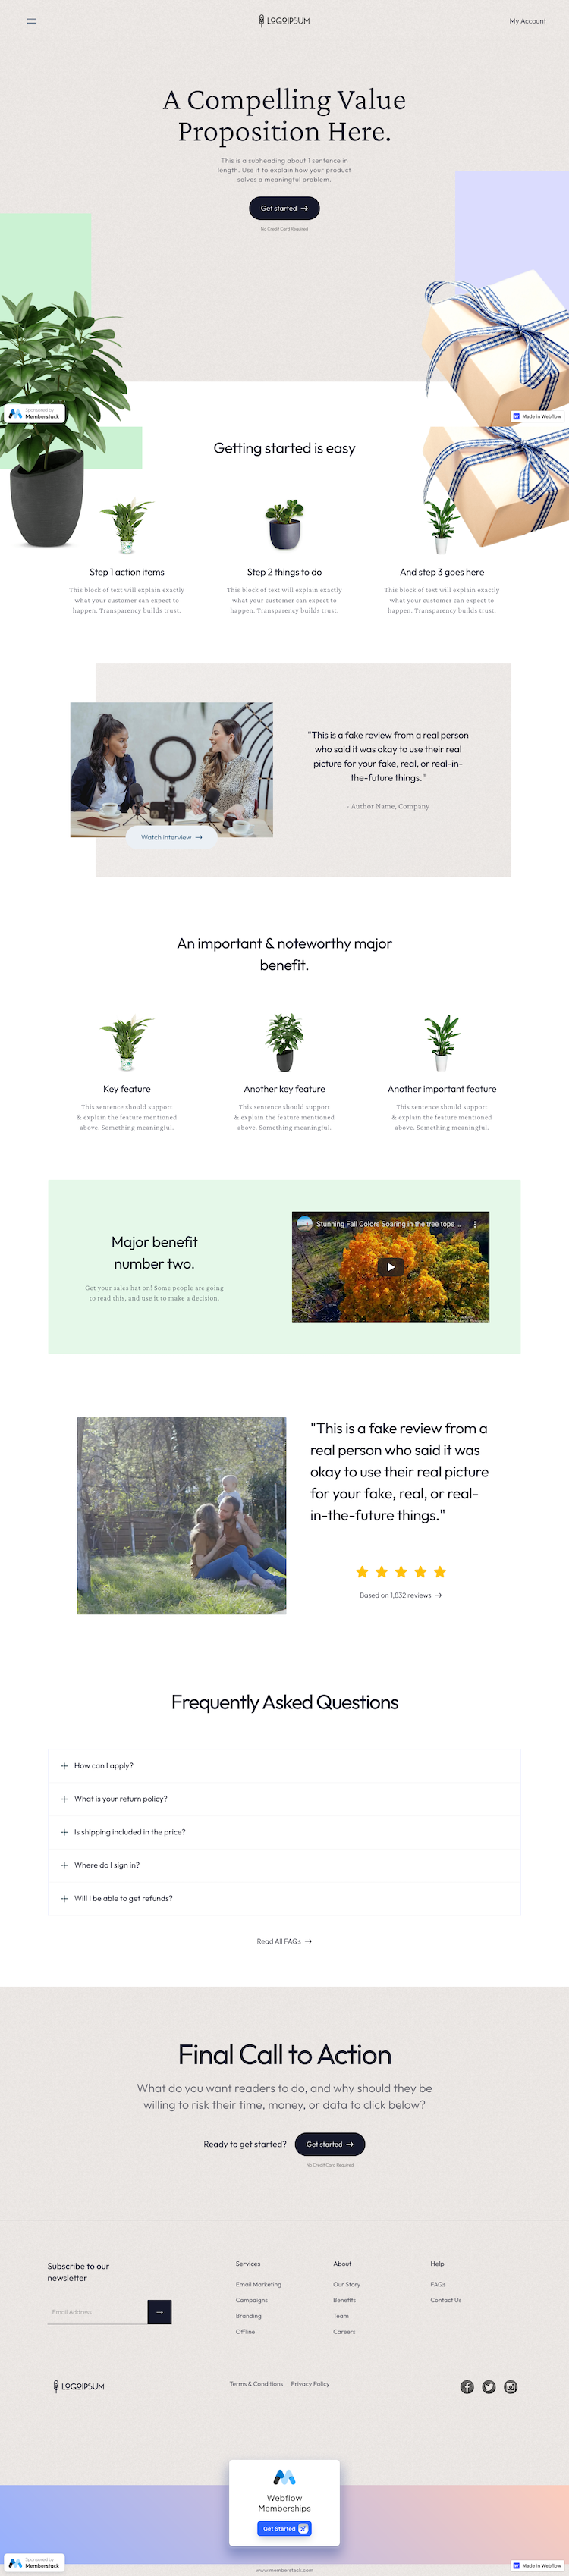 LOGOIPSUM
My Account
A Compelling Value
Proposition Here.
This is a subheading about 1 sentence in
length. Use it to explain how your product
solves a meaningful problem.
Get started →
No Credit Card Required
Sponsored by
Memberstack
Made in Webflow
Getting started is easy
Step 1 action items
This block of text will explain exactly
what your customer can expect to
happen. Transparency builds trust.
Step 2 things to do
This block of text will explain exactly
what your customer can expect to
happen. Transparency builds trust.
And step 3 goes here
This block of text will explain exactly
what your customer can expect to
happen. Transparency builds trust.
Watch interview →
"This is a fake review from a real person
who said it was okay to use their real
picture for your fake, real, or real-in-
the-future things."
- Author Name, Company
An important & noteworthy major
benefit.
Key feature
This sentence should support
& explain the feature mentioned
above. Something meaningful.
Another key feature
This sentence should support
& explain the feature mentioned
above. Something meaningful.
Another important feature
This sentence should support
& explain the feature mentioned
above. Something meaningful.
Major benefit
number two.
Get your sales hat on! Some people are going
to read this, and use it to make a decision.
Stunning Fall Colors Soaring in the tree tops ...
"This is a fake review from a
real person who said it was
okay to use their real picture
for your fake, real, or real-
in-the-future things."
Based on 1,832 reviews →
Frequently Asked Questions
How can I apply?
What is your return policy?
Is shipping included in the price?
Where do I sign in?
Will I be able to get refunds?
Read All FAQs →
Final Call to Action
What do you want readers to do, and why should they be
willing to risk their time, money, or data to click below?
Ready to get started?
Get started →
No Credit Card Required
Subscribe to our
newsletter
Email Address
→
Services
Email Marketing
Campaigns
Branding
Offline
About
Our Story
Benefits
Team
Careers
Help
FAQs
Contact Us
LOGOIPSUM
Terms & Conditions
Privacy Policy
Webflow
Memberships
Get Started
Sponsored by
Memberstack
Made in Webflow
www.memberstack.com